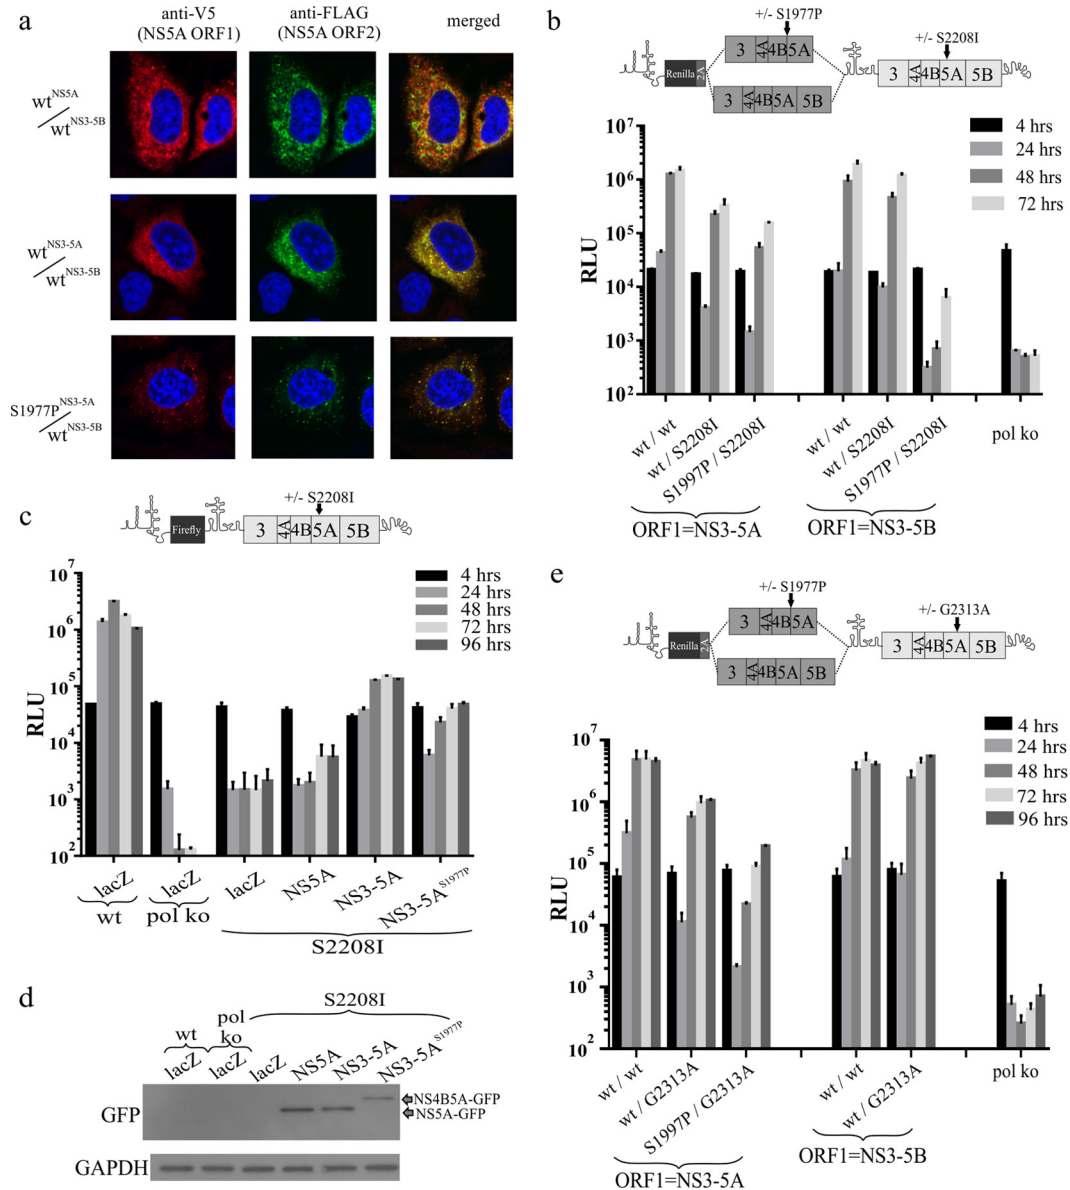 a
anti-V5
(NS5A ORF1)
anti-FLAG
(NS5A ORF2)
merged
wt^NS5A / wt^NS3-5B
wt^NS3-5A / wt^NS3-5B
S1977P^NS3-5A / wt^NS3-5B
b
+/- S1977P
3 4A 4B 5A
+/- S2208I
Renilla 2A
3 4A 4B 5A 5B
3 4A 4B 5A 5B
4 hrs
24 hrs
48 hrs
72 hrs
RLU
10^7
10^6
10^5
10^4
10^3
10^2
wt / wt
wt / S2208I
S1997P / S2208I
wt / wt
wt / S2208I
S1977P / S2208I
pol ko
ORF1=NS3-5A
ORF1=NS3-5B
c
+/- S2208I
Firefly
3 4A 4B 5A 5B
4 hrs
24 hrs
48 hrs
72 hrs
96 hrs
RLU
10^7
10^6
10^5
10^4
10^3
10^2
lacZ
lacZ
lacZ
NS5A
NS3-5A
NS3-5A^S1977P
wt
pol ko
S2208I
d
S2208I
wt
pol
ko
lacZ
lacZ
lacZ
NS5A
NS3-5A
NS3-5A^S1977P
GFP
NS4B5A-GFP
NS5A-GFP
GAPDH
e
+/- S1977P
3 4A 4B 5A
+/- G2313A
Renilla 2A
3 4A 4B 5A 5B
3 4A 4B 5A 5B
4 hrs
24 hrs
48 hrs
72 hrs
96 hrs
RLU
10^7
10^6
10^5
10^4
10^3
10^2
wt / wt
wt / G2313A
S1997P / G2313A
wt / wt
wt / G2313A
pol ko
ORF1=NS3-5A
ORF1=NS3-5B